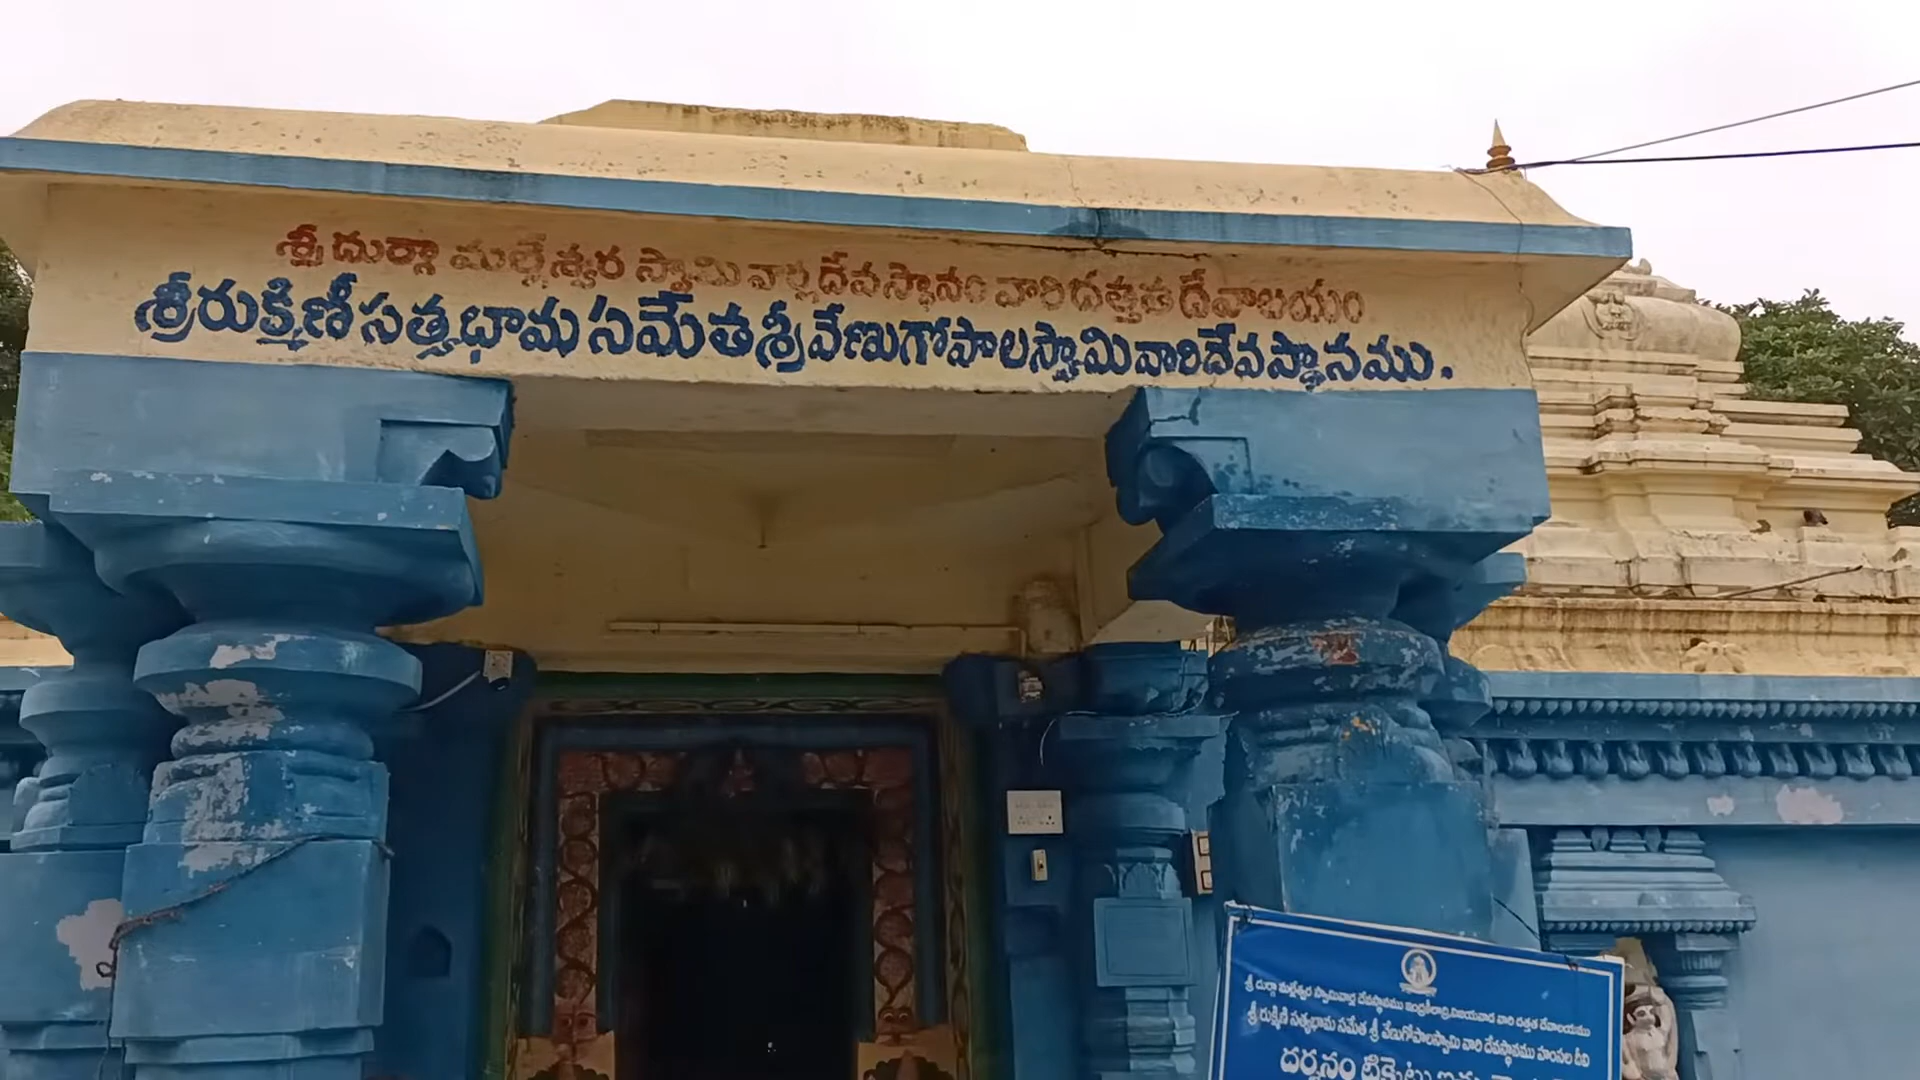 శ్రీ దుర్గా మల్లేశ్వర స్వామి వార్ల దేవస్థానం వారి దత్తత దేవాలయం
శ్రీ రుక్మిణీ సత్యభామ సమేత శ్రీ వేణుగోపాలస్వామి వారి దేవస్థానము.
శ్రీ దుర్గా మల్లేశ్వర స్వామివార్ల దేవస్థానము ఇంద్రకీలాద్రి,విజయవాడ వారి దత్తత దేవాలయము
శ్రీ రుక్మిణీ సత్యభామ సమేత శ్రీ వేణుగోపాలస్వామి వారి దేవస్థానము హంసల దీవి
దర్శనం టిక్కెట్లు